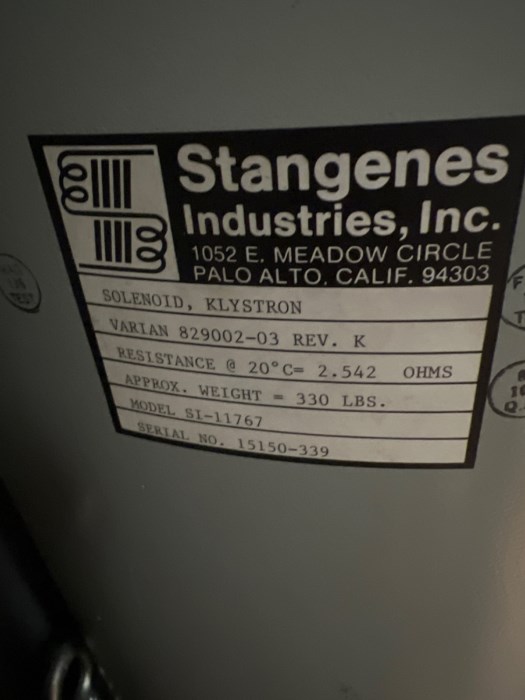 Stangenes
Industries, Inc.
1052 E. MEADOW CIRCLE
PALO ALTO, CALIF. 94303
SOLENOID, KLYSTRON
VARIAN 829002-03 REV. K
RESISTANCE @ 20°C= 2.542 OHMS
APPROX. WEIGHT = 330 LBS.
MODEL SI-11767
SERIAL NO. 15150-339
TEST